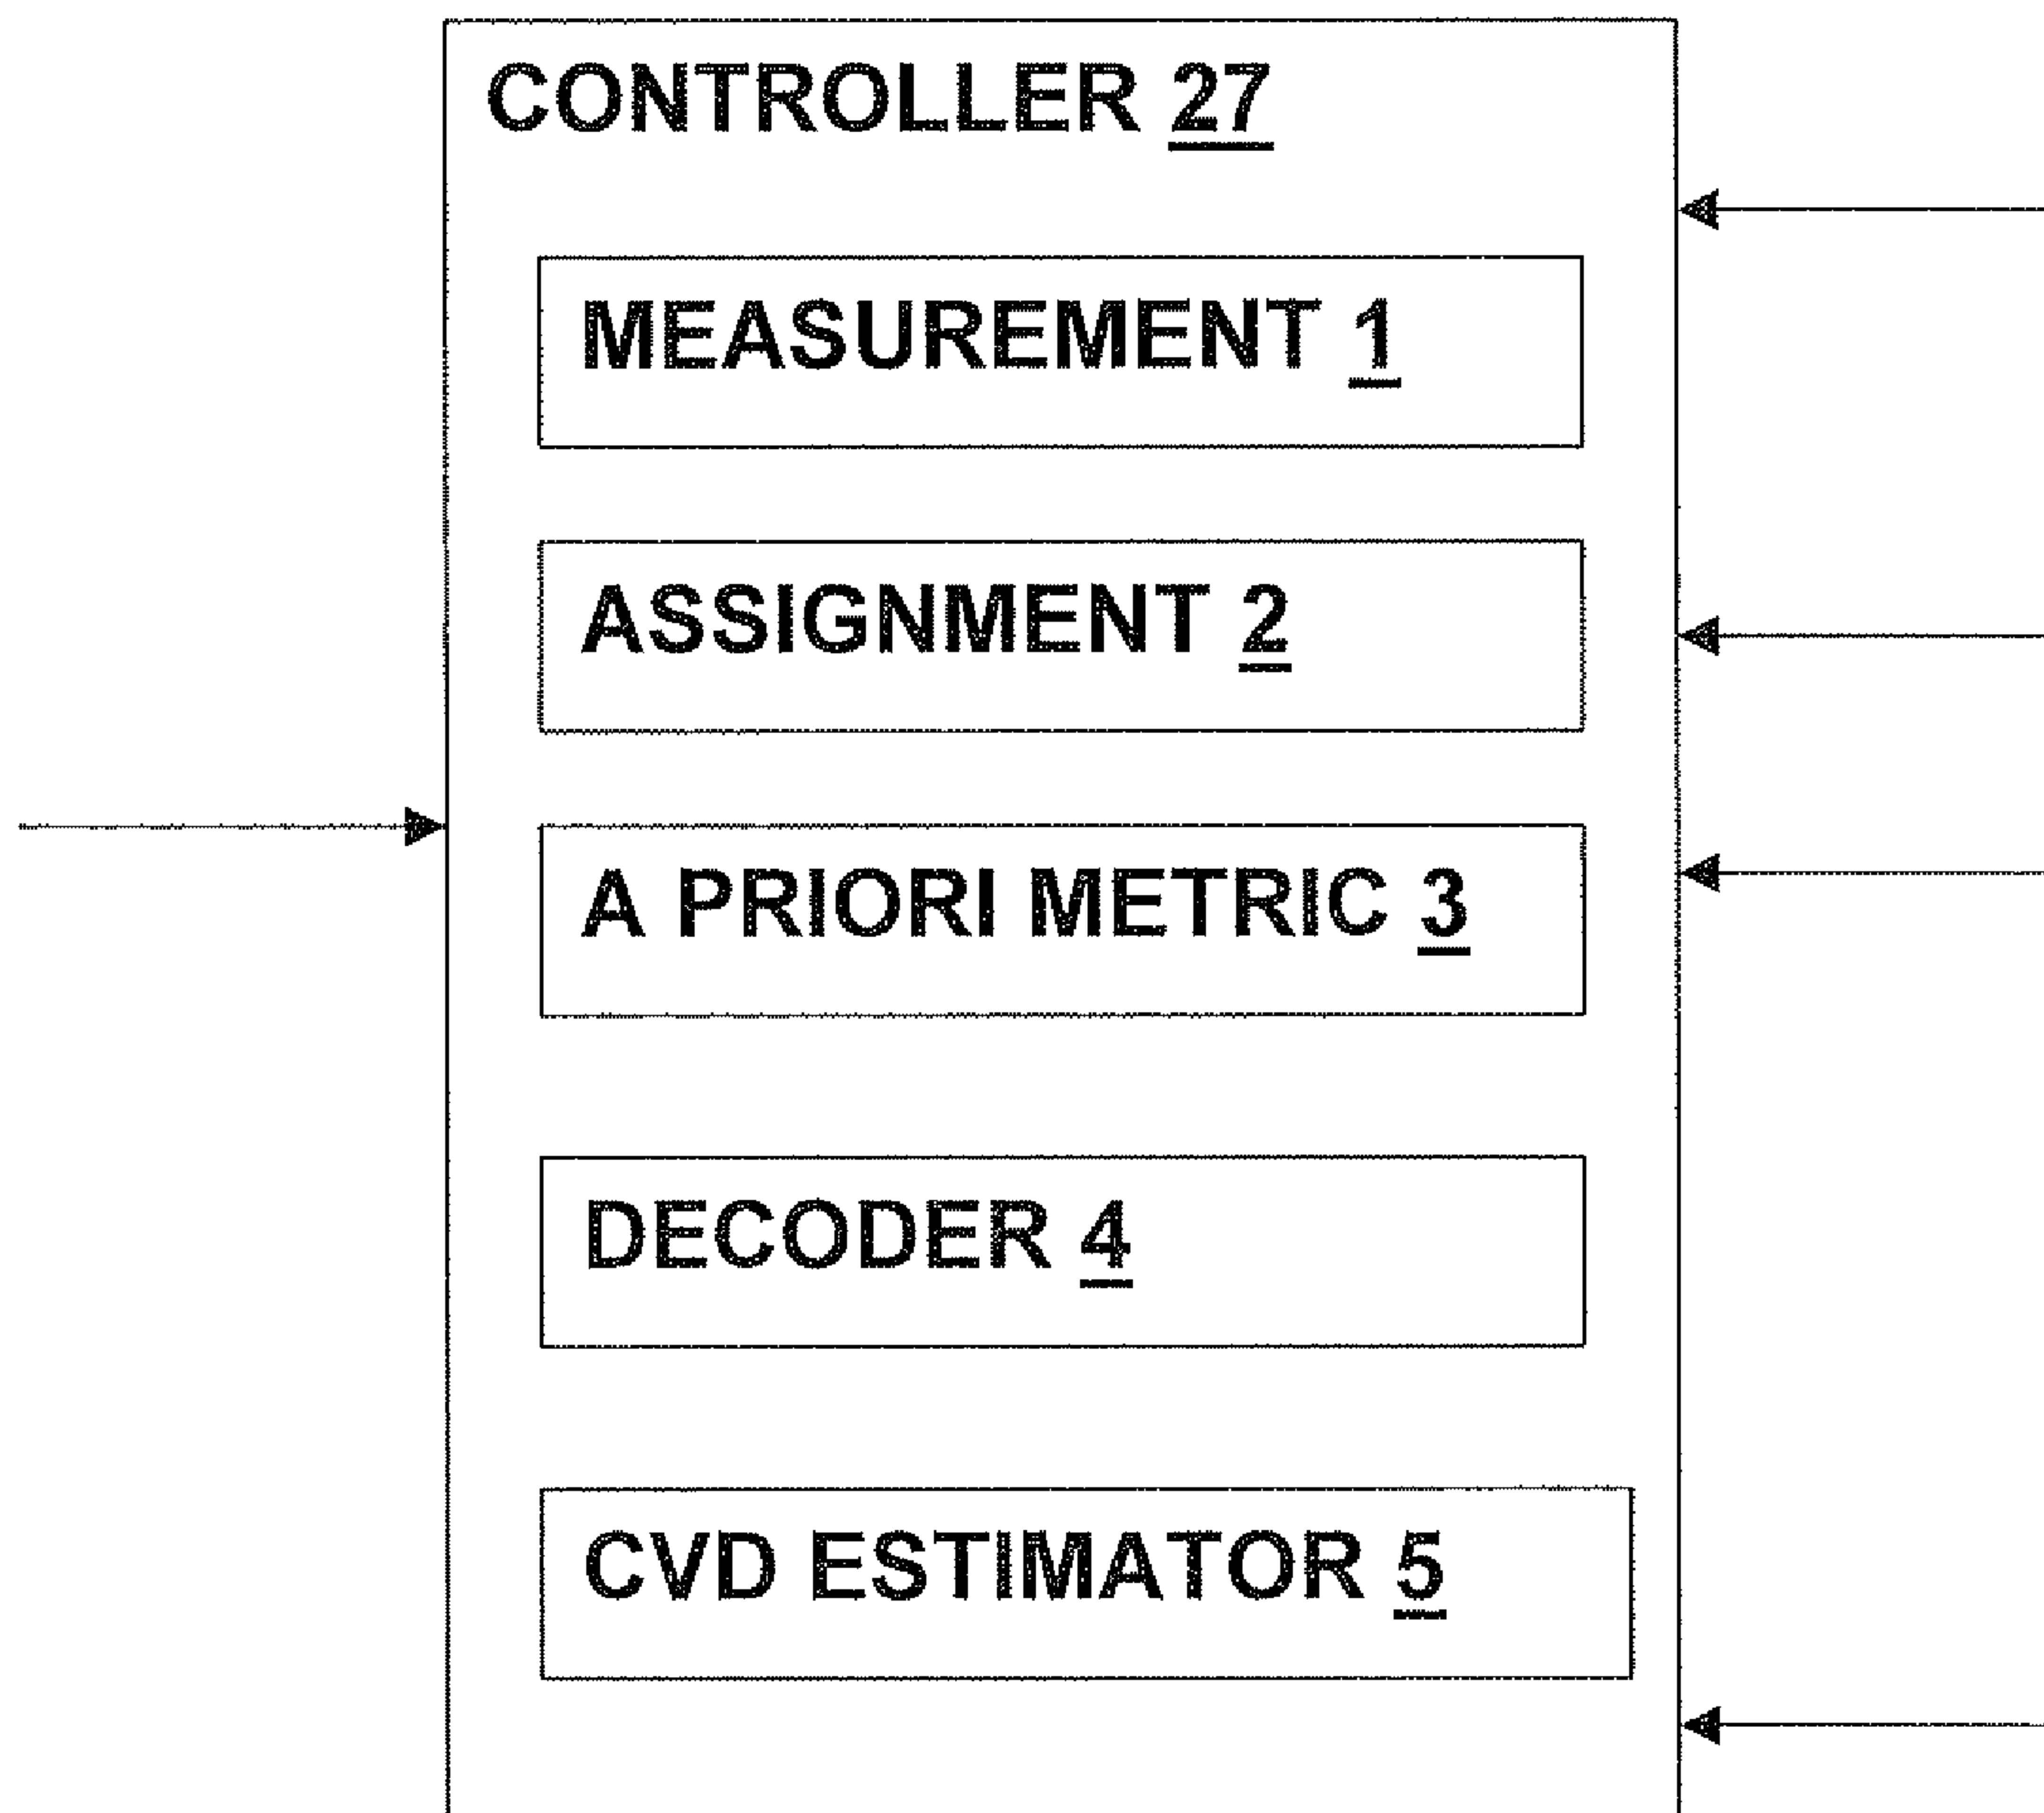 CONTROLLER 27
MEASUREMENT 1
ASSIGNMENT 2
A PRIORI METRIC 3
DECODER 4
CVD ESTIMATOR 5